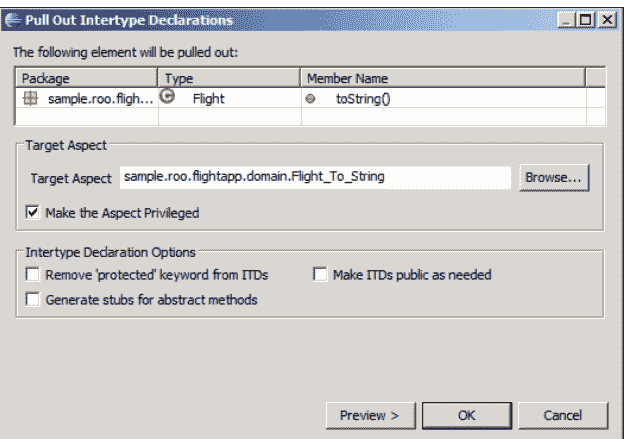 Pull Out Intertype Declarations
The following element will be pulled out:
Package Type Member Name
sample.roo.fligh... Flight toString()
Target Aspect
Target Aspect sample.roo.flightapp.domain.Flight_To_String Browse...
Make the Aspect Privileged
Intertype Declaration Options
Remove 'protected' keyword from ITDs Make ITDs public as needed
Generate stubs for abstract methods
Preview > OK Cancel